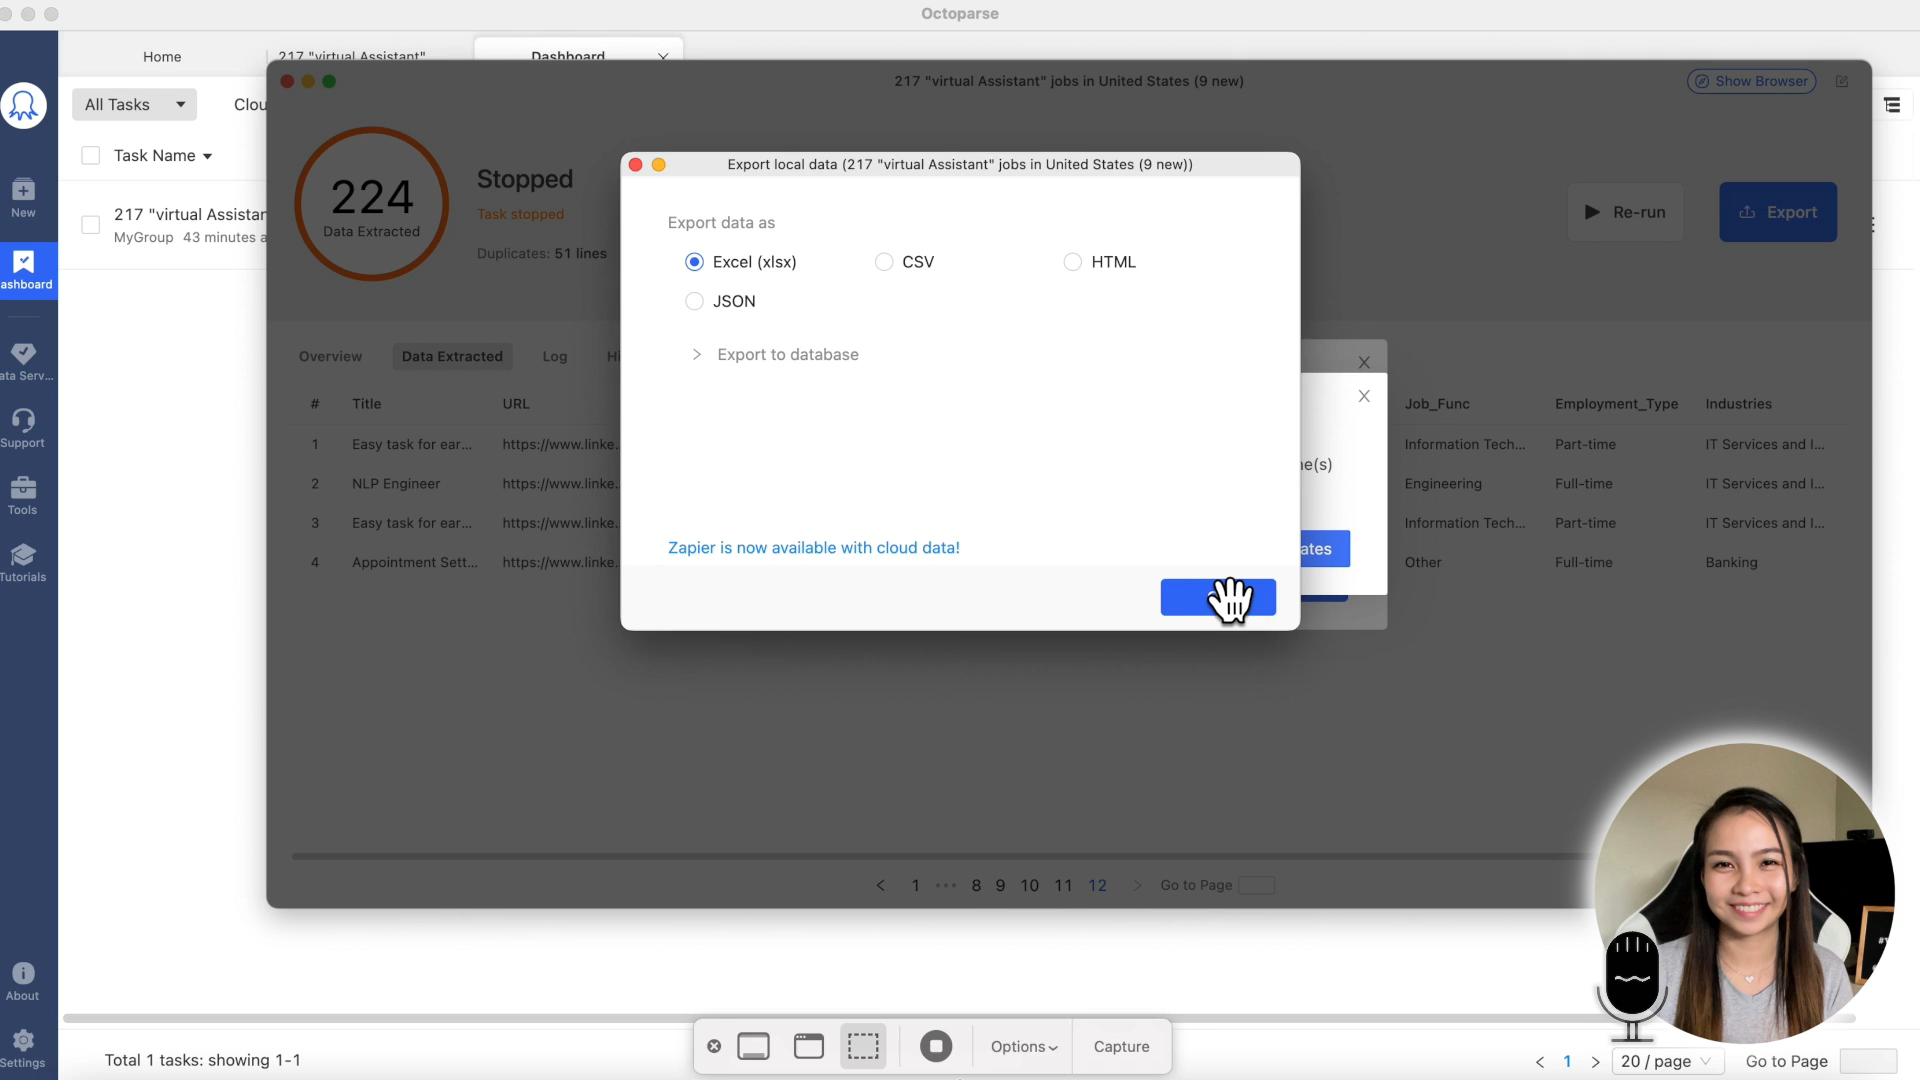 Octoparse
Home
217 "virtual Assistant"
Dashboard
217 "virtual Assistant" jobs in United States (9 new)
Show Browser
All Tasks
Clou
Task Name
217 "virtual Assistan
MyGroup 43 minutes a
New
ashboard
ata Serv...
Support
Tools
Tutorials
About
Settings
224
Data Extracted
Stopped
Task stopped
Duplicates: 51 lines
Re-run
Export
Export local data (217 "virtual Assistant" jobs in United States (9 new))
Export data as
Excel (xlsx)
CSV
HTML
JSON
Export to database
Zapier is now available with cloud data!
e(s)
ates
Overview
Data Extracted
Log
Hi
# Title URL Job_Func Employment_Type Industries
1 Easy task for ear... https://www.linke. Information Tech... Part-time IT Services and I...
2 NLP Engineer https://www.linke. Engineering Full-time IT Services and I...
3 Easy task for ear... https://www.linke. Information Tech... Part-time IT Services and I...
4 Appointment Sett... https://www.linke. Other Full-time Banking
< 1 ••• 8 9 10 11 12 > Go to Page
Options
Capture
Total 1 tasks: showing 1-1
< 1 > 20 / page Go to Page